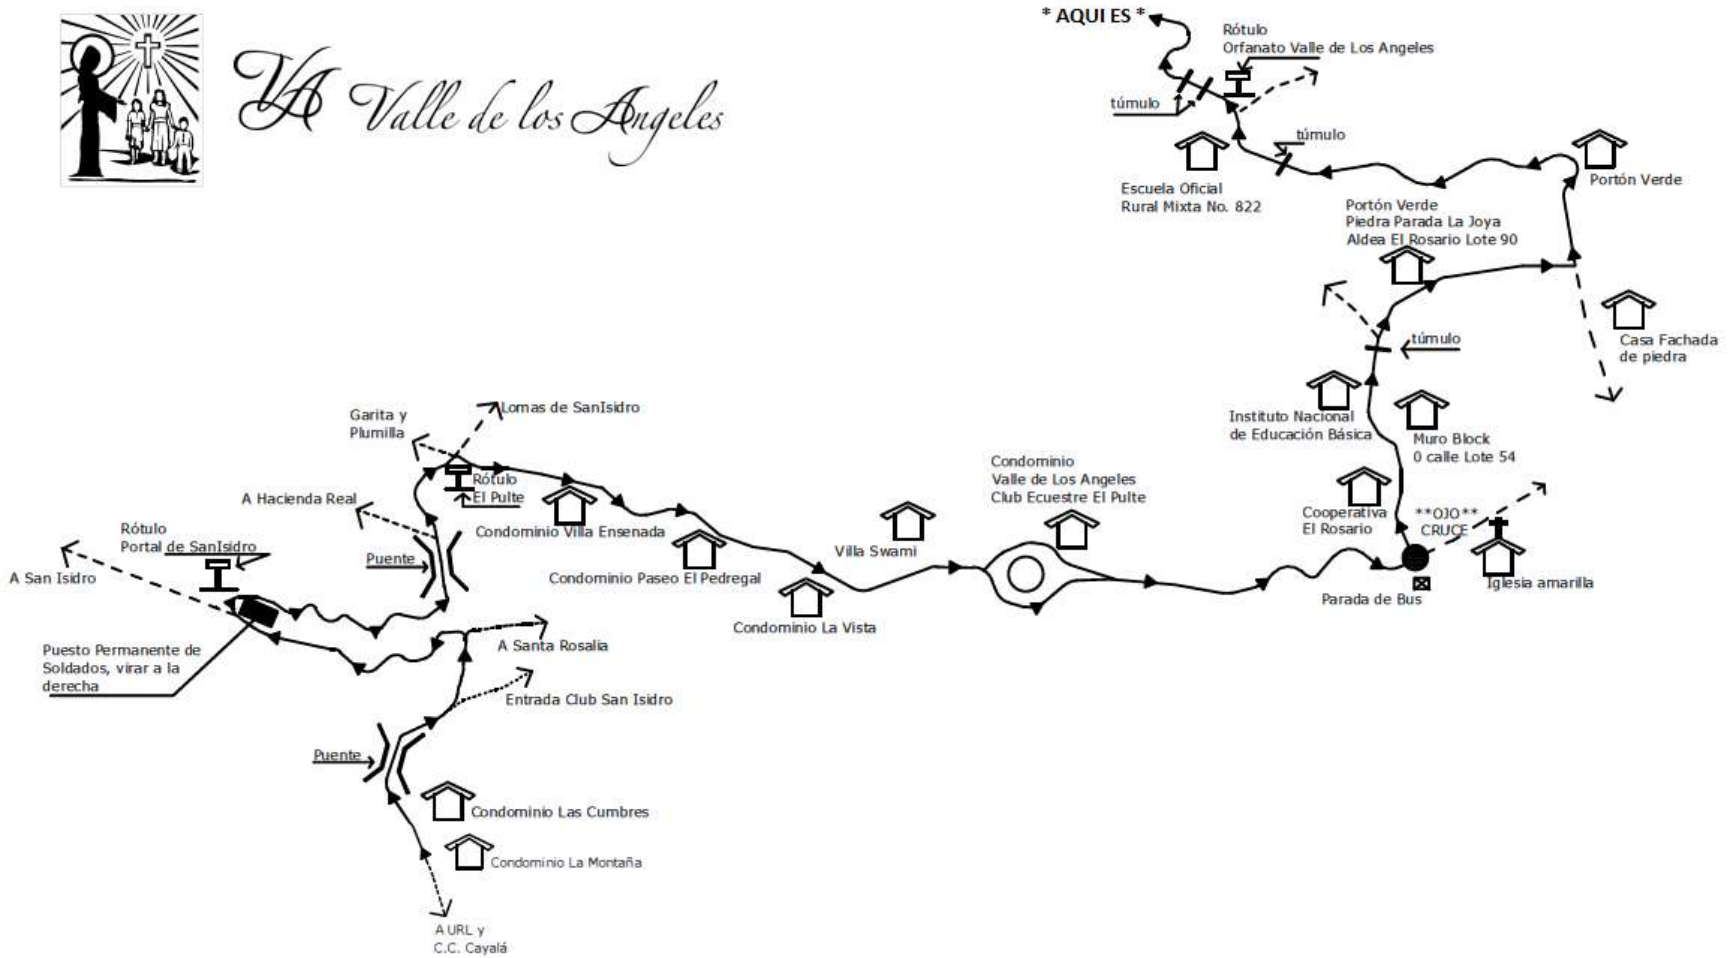 * AQUI ES *
Rótulo
Orfanato Valle de Los Angeles
VA Valle de los Angeles
túmulo
túmulo
Escuela Oficial
Rural Mixta No. 822
Portón Verde
Portón Verde
Piedra Parada La Joya
Aldea El Rosario Lote 90
Casa Fachada
de piedra
túmulo
Instituto Nacional
de Educación Básica
Muro Block
0 calle Lote 54
Garita y
Plumilla
Lomas de SanIsidro
Rótulo
El Pulte
A Hacienda Real
Condominio Villa Ensenada
Condominio
Valle de Los Angeles
Club Ecuestre El Pulte
Cooperativa
El Rosario
**OJO**
CRUCE
Rótulo
Portal de SanIsidro
Puente
Villa Swami
A San Isidro
Condominio Paseo El Pedregal
Iglesia amarilla
Parada de Bus
Condominio La Vista
Puesto Permanente de
Soldados, virar a la
derecha
A Santa Rosalia
Entrada Club San Isidro
Puente
Condominio Las Cumbres
Condominio La Montaña
A URL y
C.C. Cayalá